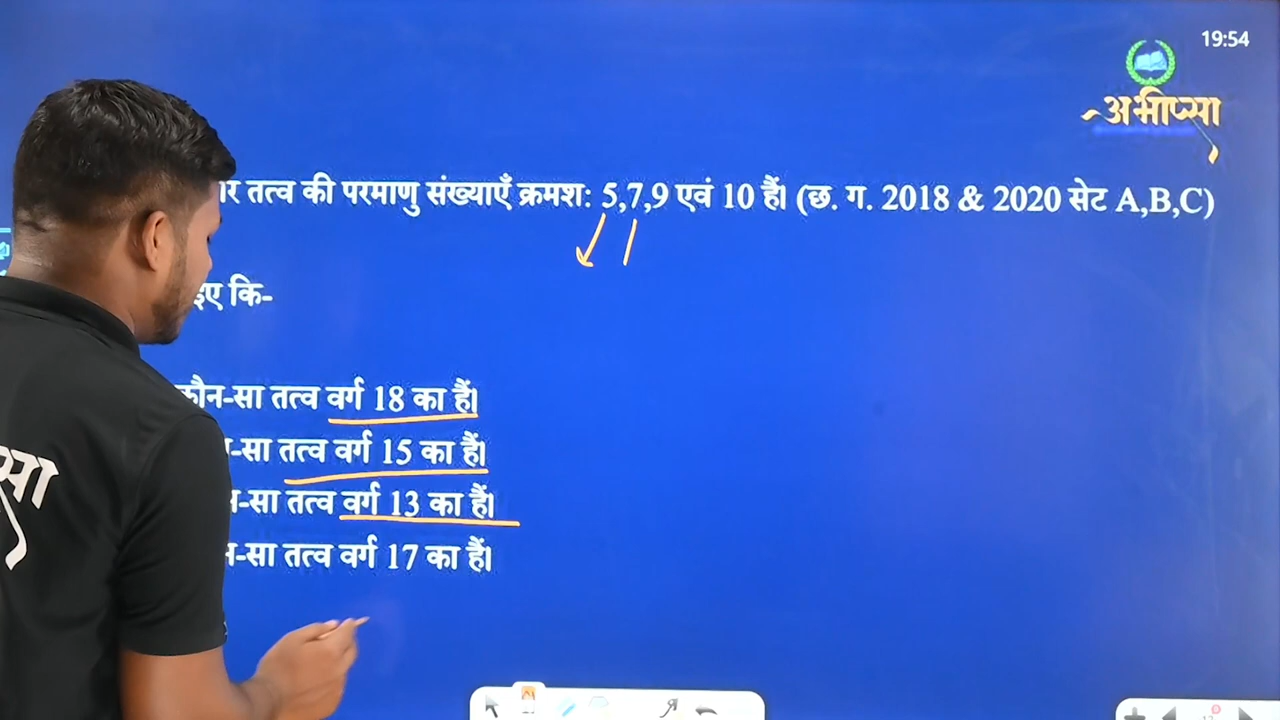 19:54
अभीप्सा
तत्व की परमाणु संख्याएँ क्रमश: 5,7,9 एवं 10 हैं। (छ. ग. 2018 & 2020 सेट A,B,C)
कि-
कौन-सा तत्व वर्ग 18 का हैं।
-सा तत्व वर्ग 15 का हैं।
-सा तत्व वर्ग 13 का हैं।
-सा तत्व वर्ग 17 का हैं।